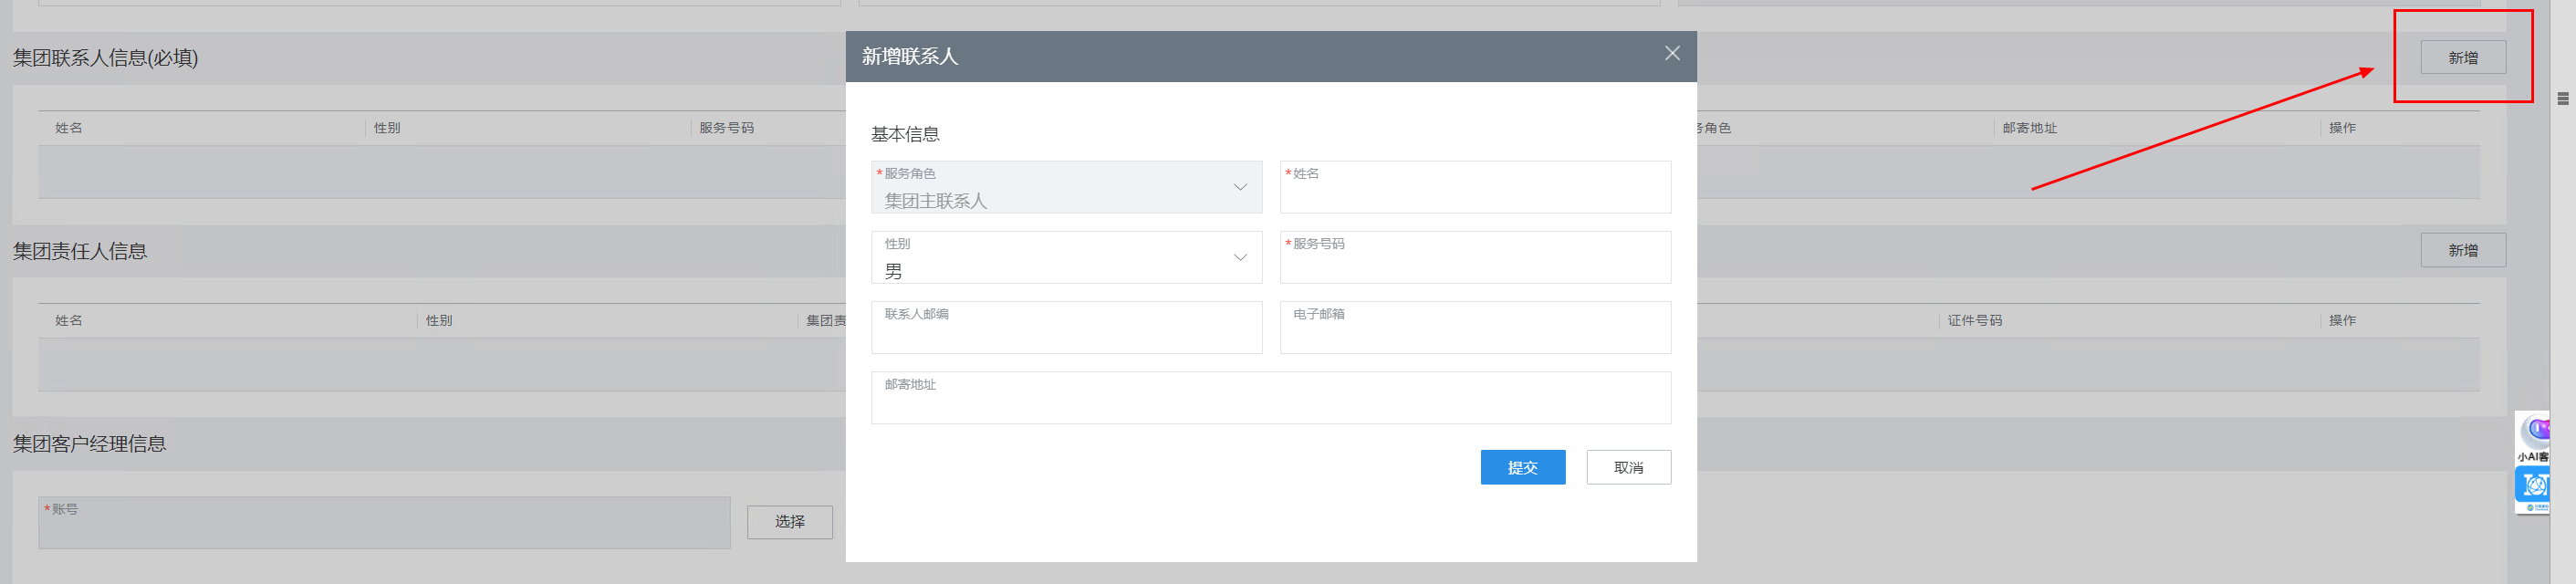 集团联系人信息(必填)
新增
姓名
性别
服务号码
角色
邮寄地址
操作
集团责任人信息
新增
姓名
性别
集团责
证件号码
操作
集团客户经理信息
*账号
选择
新增联系人
基本信息
*服务角色
集团主联系人
*姓名
性别
男
*服务号码
联系人邮编
电子邮箱
邮寄地址
提交
取消
小AI客